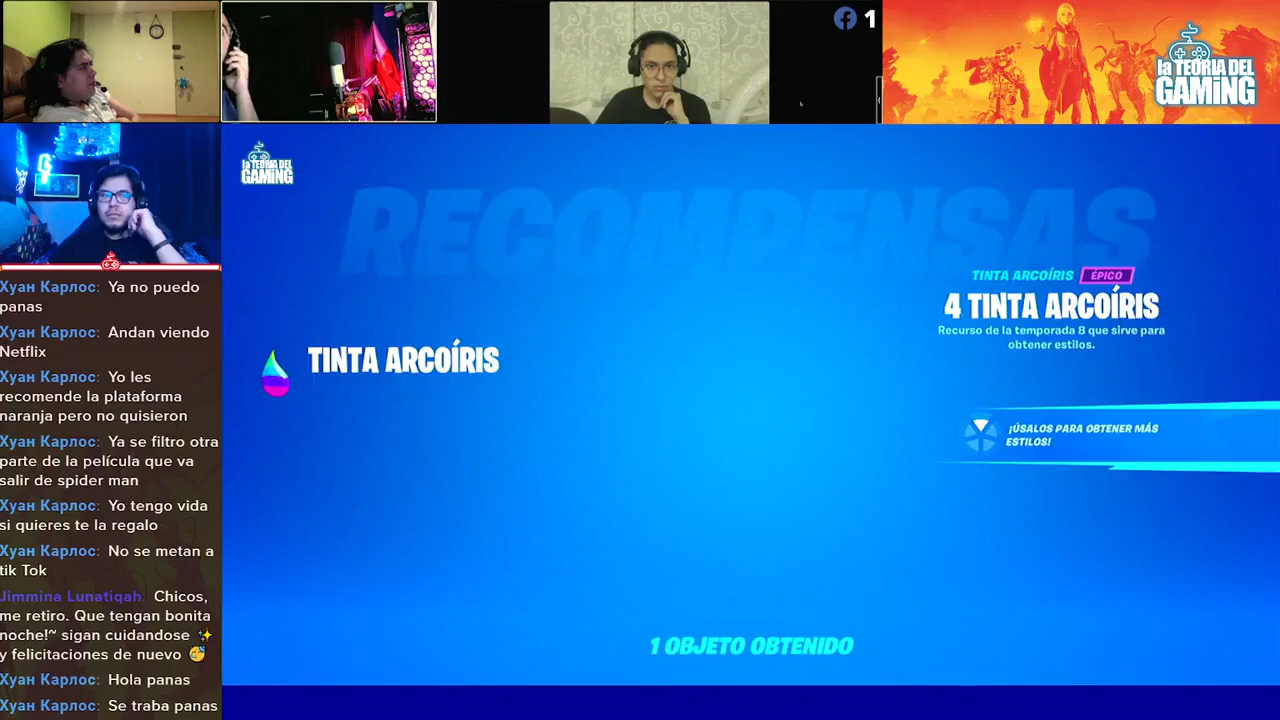 1
la TEORIA DEL
GAMING
la TEORIA DEL
GAMING
RECOMPENSAS
TINTA ARCOÍRIS ÉPICO
4 TINTA ARCOÍRIS
Recurso de la temporada 8 que sirve para
obtener estilos.
TINTA ARCOÍRIS
¡ÚSALOS PARA OBTENER MÁS
ESTILOS!
1 OBJETO OBTENIDO
Хуан Карлос: Ya no puedo
panas
Хуан Карлос: Andan viendo
Netflix
Хуан Карлос: Yo les
recomende la plataforma
naranja pero no quisieron
Хуан Карлос: Ya se filtro otra
parte de la película que va
salir de spider man
Хуан Карлос: Yo tengo vida
si quieres te la regalo
Хуан Карлос: No se metan a
tik Tok
Jimmina Lunatiqah: Chicos,
me retiro. Que tengan bonita
noche!~ sigan cuidandose ✨
y felicitaciones de nuevo 🥳
Хуан Карлос: Hola panas
Хуан Карлос: Se traba panas